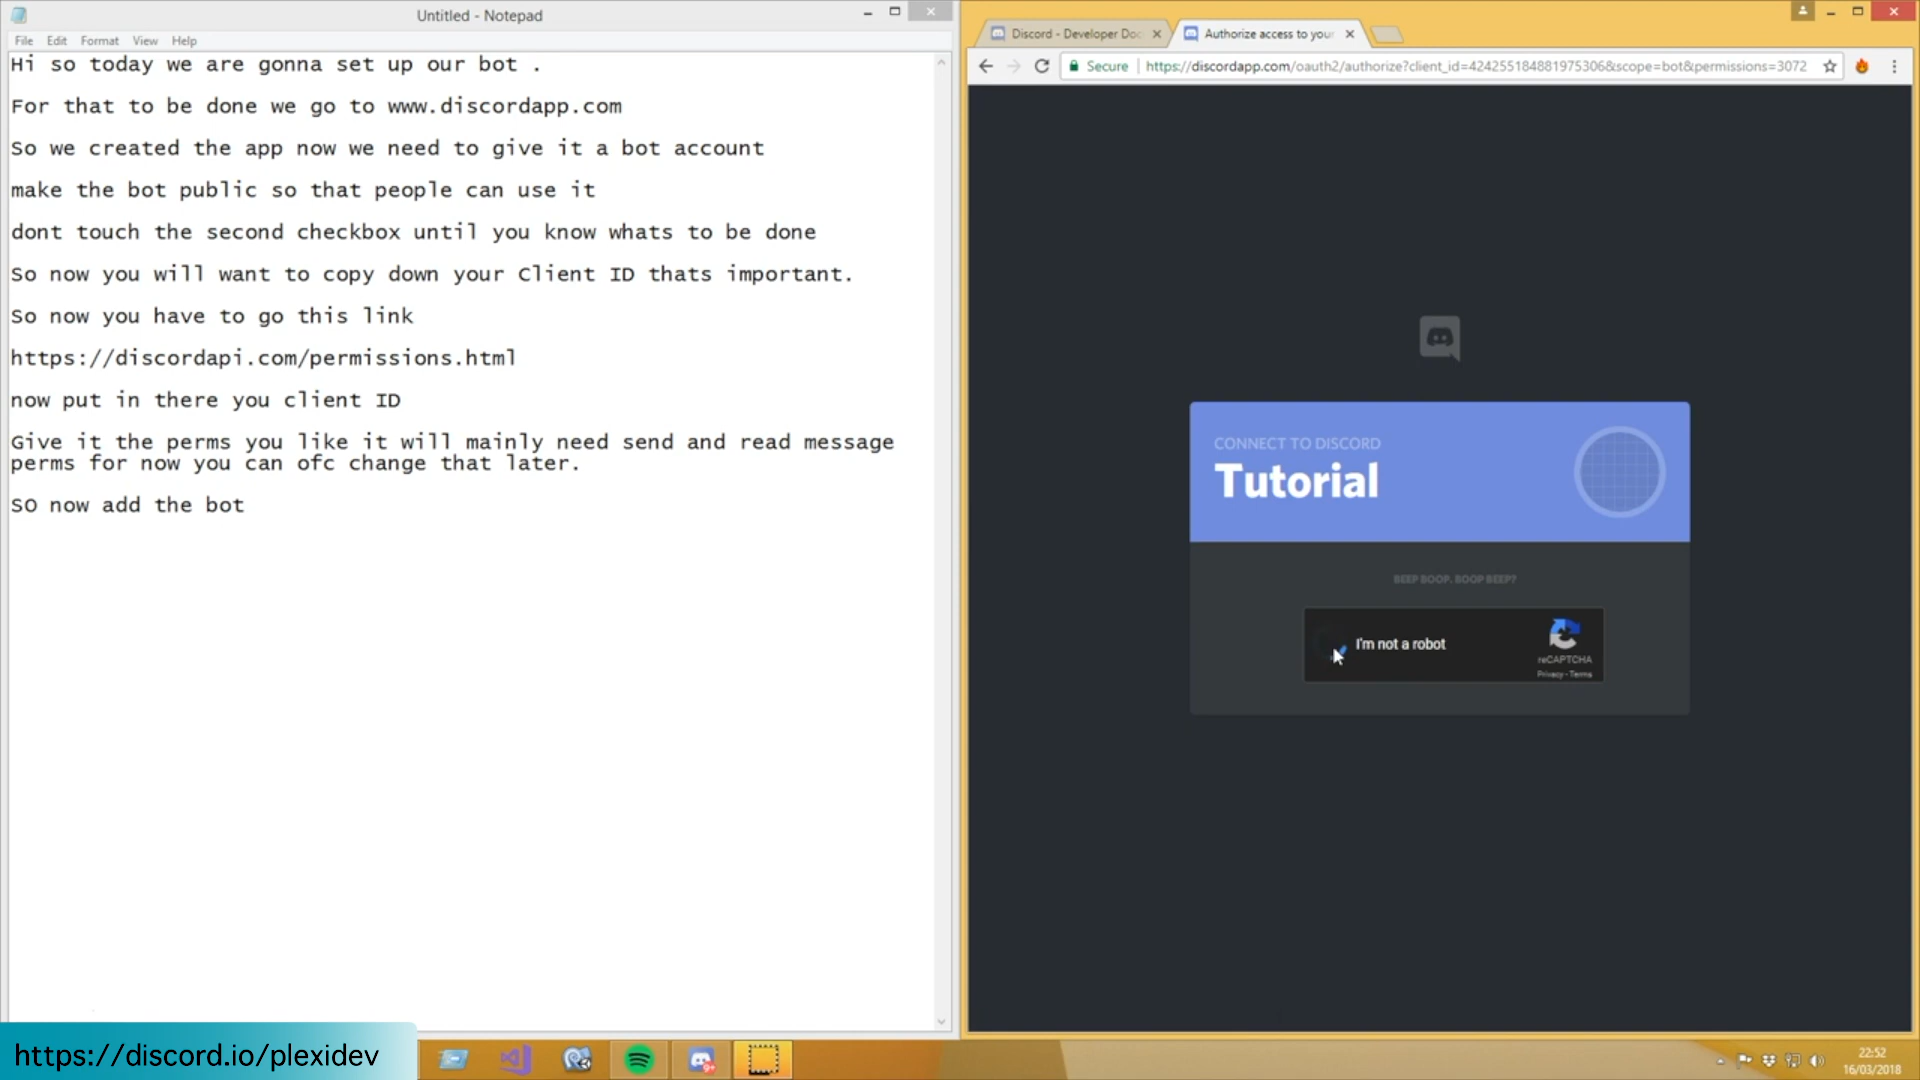 Untitled - Notepad
File Edit Format View Help
Hi so today we are gonna set up our bot .
For that to be done we go to www.discordapp.com
So we created the app now we need to give it a bot account
make the bot public so that people can use it
dont touch the second checkbox until you know whats to be done
So now you will want to copy down your Client ID thats important.
So now you have to go this link
https://discordapi.com/permissions.html
now put in there you client ID
Give it the perms you like it will mainly need send and read message
perms for now you can ofc change that later.
SO now add the bot
Discord - Developer Doc
Authorize access to your
Secure https://discordapp.com/oauth2/authorize?client_id=424255184881975306&scope=bot&permissions=3072
CONNECT TO DISCORD
Tutorial
BEEP BOOP. BOOP BEEP?
I'm not a robot
reCAPTCHA
Privacy - Terms
https://discord.io/plexidev
22:52
16/03/2018